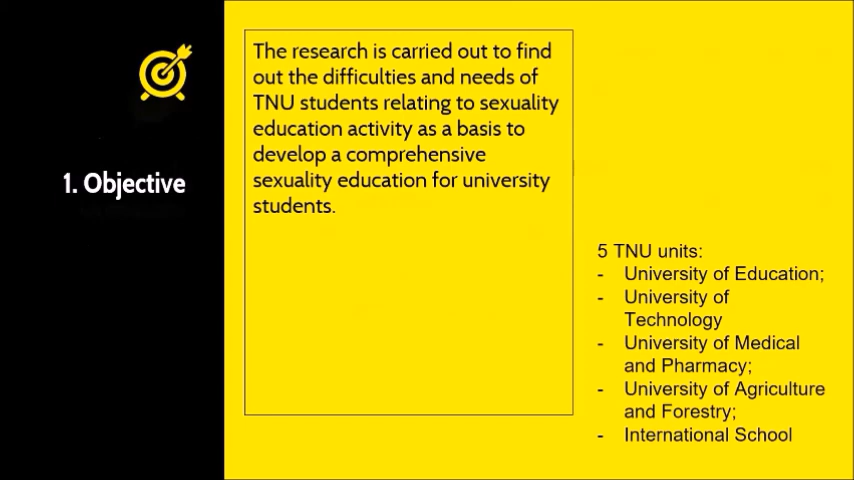 1. Objective
The research is carried out to find
out the difficulties and needs of
TNU students relating to sexuality
education activity as a basis to
develop a comprehensive
sexuality education for university
students.
5 TNU units:
- University of Education;
- University of
Technology
- University of Medical
and Pharmacy;
- University of Agriculture
and Forestry;
- International School